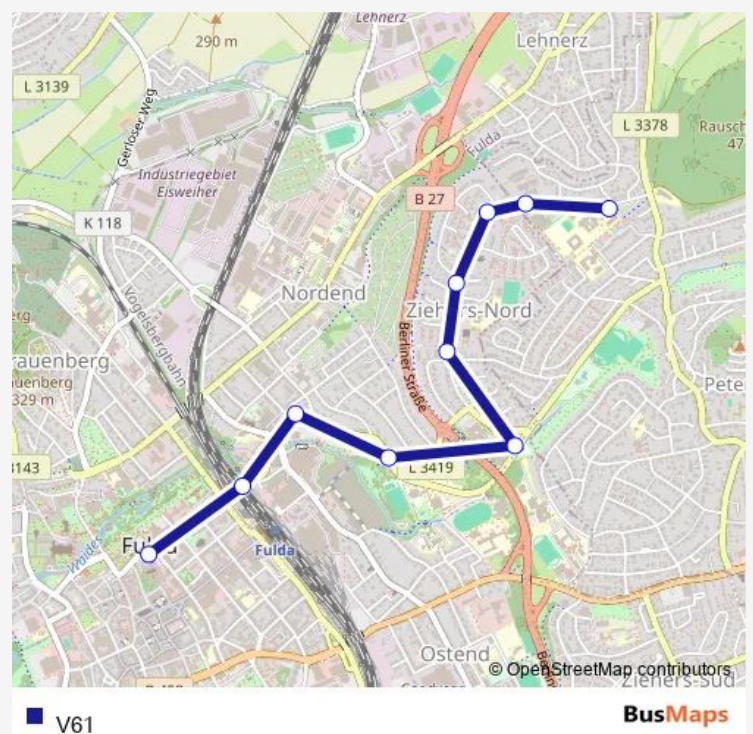 Lehnerz
290 m
Lehnerz
L 3139
Gerloser Weg
L 3378
Rausch
47
Fulda
Industriegebiet
Eisweiher
B 27
K 118
Nordend
Vogelsbergbahn
Ziehers-Nord
Berliner Straße
rauenberg
uenberg
329 m
Pete
3143
L 3419
Waides
Fulda
Fulda
Ostend
© OpenStreetMap contributors
Ziehers-Süd
V61
BusMaps